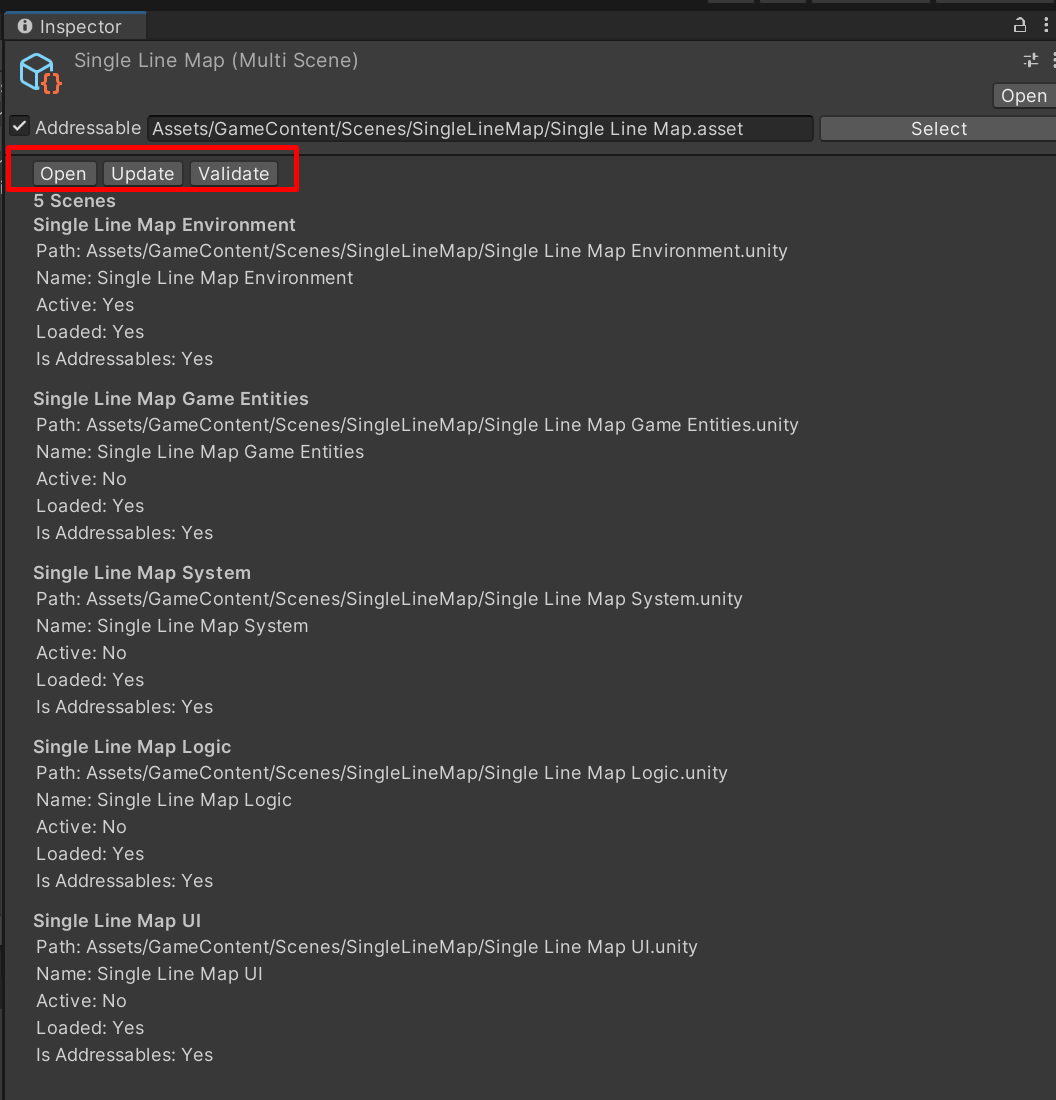 Inspector
Single Line Map (Multi Scene)
Open
Addressable Assets/GameContent/Scenes/SingleLineMap/Single Line Map.asset Select
Open Update Validate
5 Scenes
Single Line Map Environment
Path: Assets/GameContent/Scenes/SingleLineMap/Single Line Map Environment.unity
Name: Single Line Map Environment
Active: Yes
Loaded: Yes
Is Addressables: Yes
Single Line Map Game Entities
Path: Assets/GameContent/Scenes/SingleLineMap/Single Line Map Game Entities.unity
Name: Single Line Map Game Entities
Active: No
Loaded: Yes
Is Addressables: Yes
Single Line Map System
Path: Assets/GameContent/Scenes/SingleLineMap/Single Line Map System.unity
Name: Single Line Map System
Active: No
Loaded: Yes
Is Addressables: Yes
Single Line Map Logic
Path: Assets/GameContent/Scenes/SingleLineMap/Single Line Map Logic.unity
Name: Single Line Map Logic
Active: No
Loaded: Yes
Is Addressables: Yes
Single Line Map UI
Path: Assets/GameContent/Scenes/SingleLineMap/Single Line Map UI.unity
Name: Single Line Map UI
Active: No
Loaded: Yes
Is Addressables: Yes